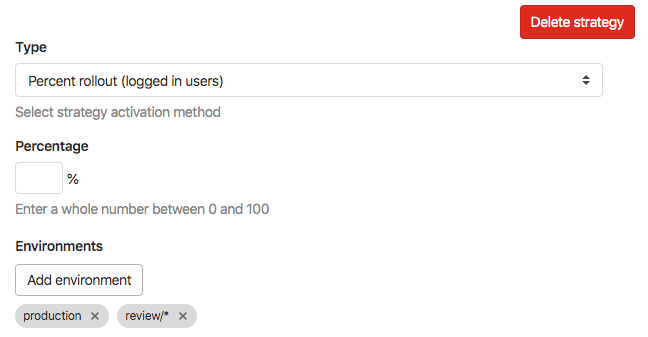 Delete strategy
Type
Percent rollout (logged in users)
Select strategy activation method
Percentage
%
Enter a whole number between 0 and 100
Environments
Add environment
production × review/* ×